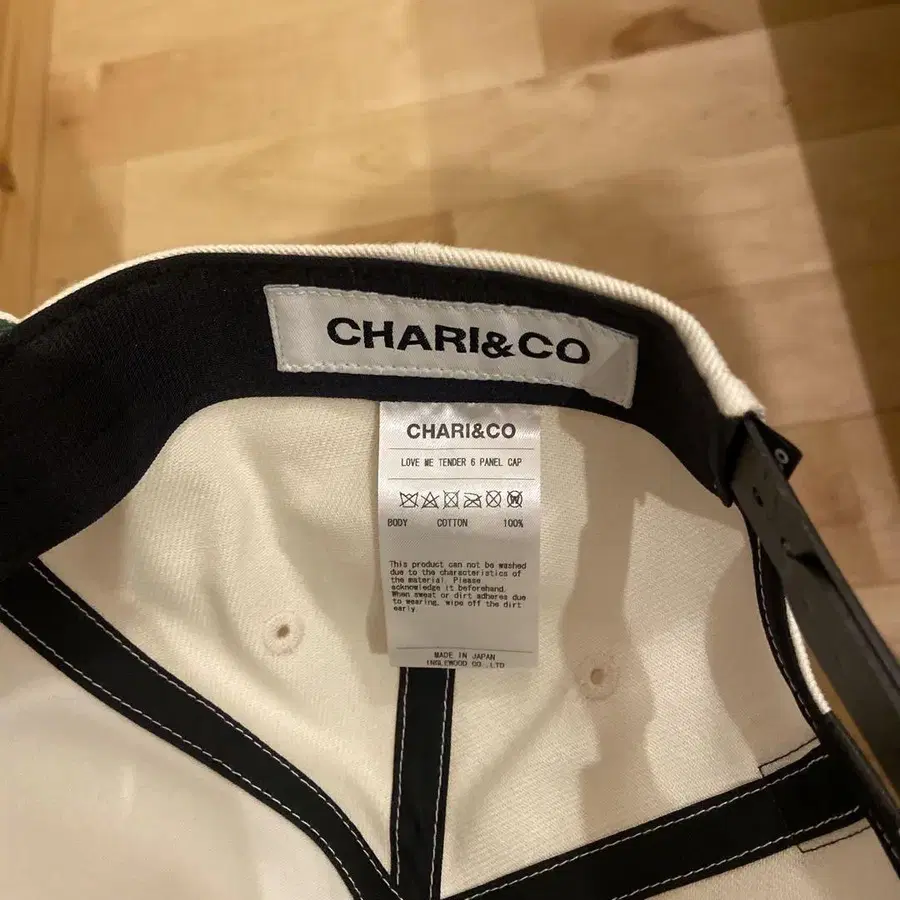 CHARI&CO
CHARI&CO
LOVE ME TENDER 6 PANEL CAP
BODY COTTON 100%
This product can not be washed
due to the characteristics of
the material. Please
acknowledge it beforehand.
When sweat or dirt adheres due
to wearing, wipe off the dirt
early
MADE IN JAPAN
INGLEWOOD CO.,LTD